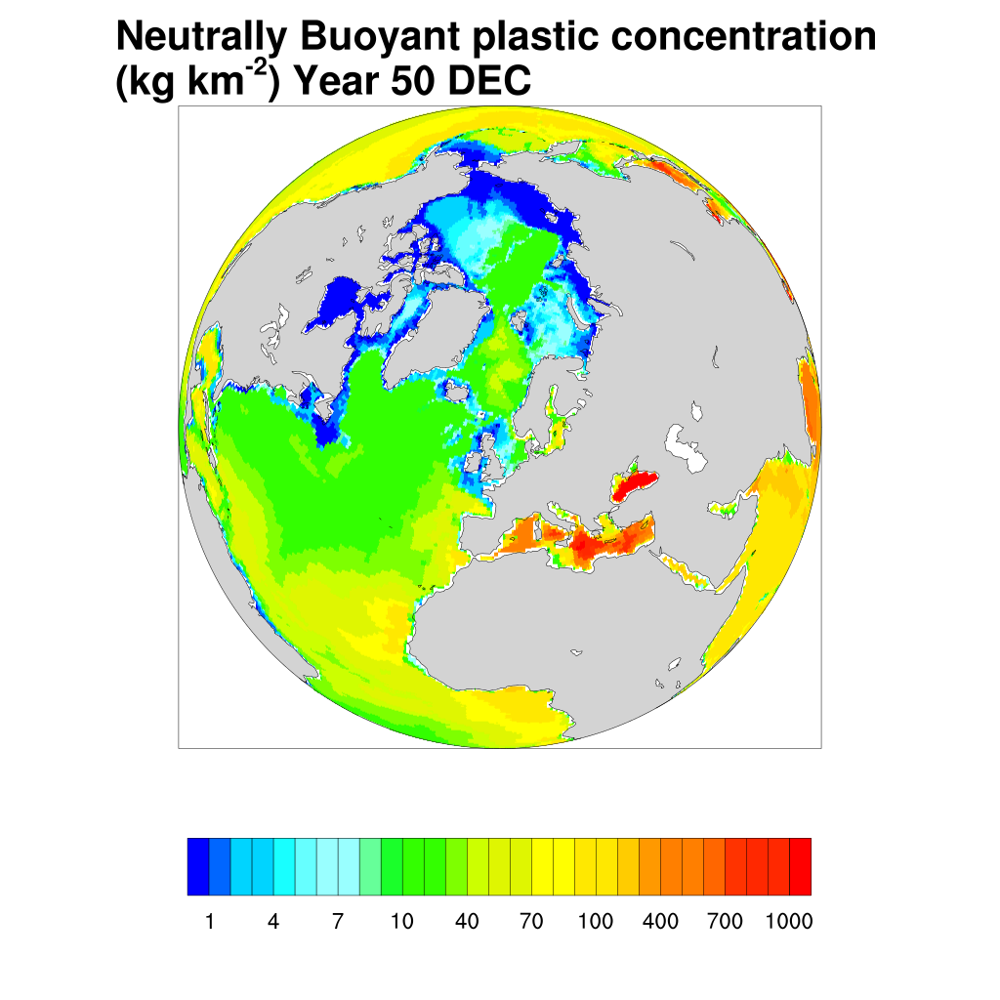 Neutrally Buoyant plastic concentration
(kg km⁻²) Year 50 DEC
1 4 7 10 40 70 100 400 700 1000